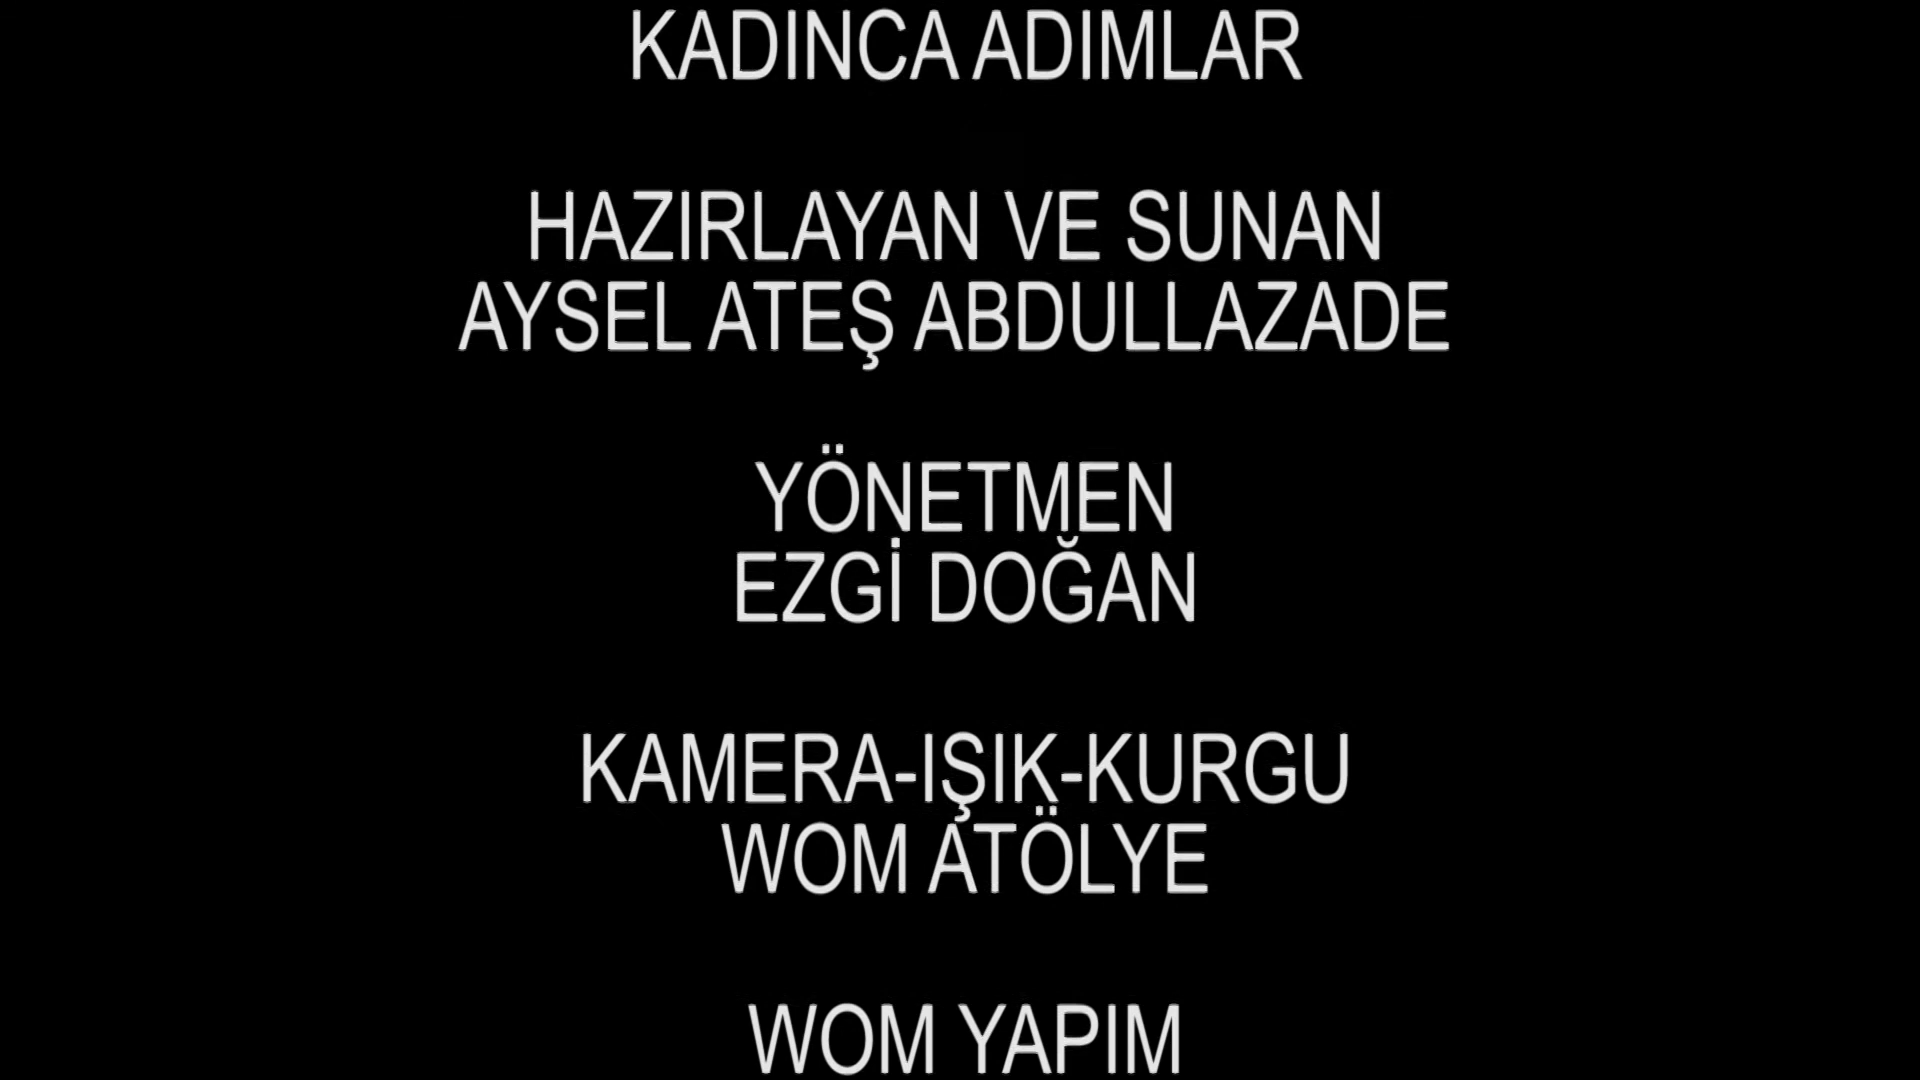 KADINCA ADIMLAR
HAZIRLAYAN VE SUNAN
AYSEL ATEŞ ABDULLAZADE
YÖNETMEN
EZGİ DOĞAN
KAMERA-IŞIK-KURGU
WOM ATÖLYE
WOM YAPIM